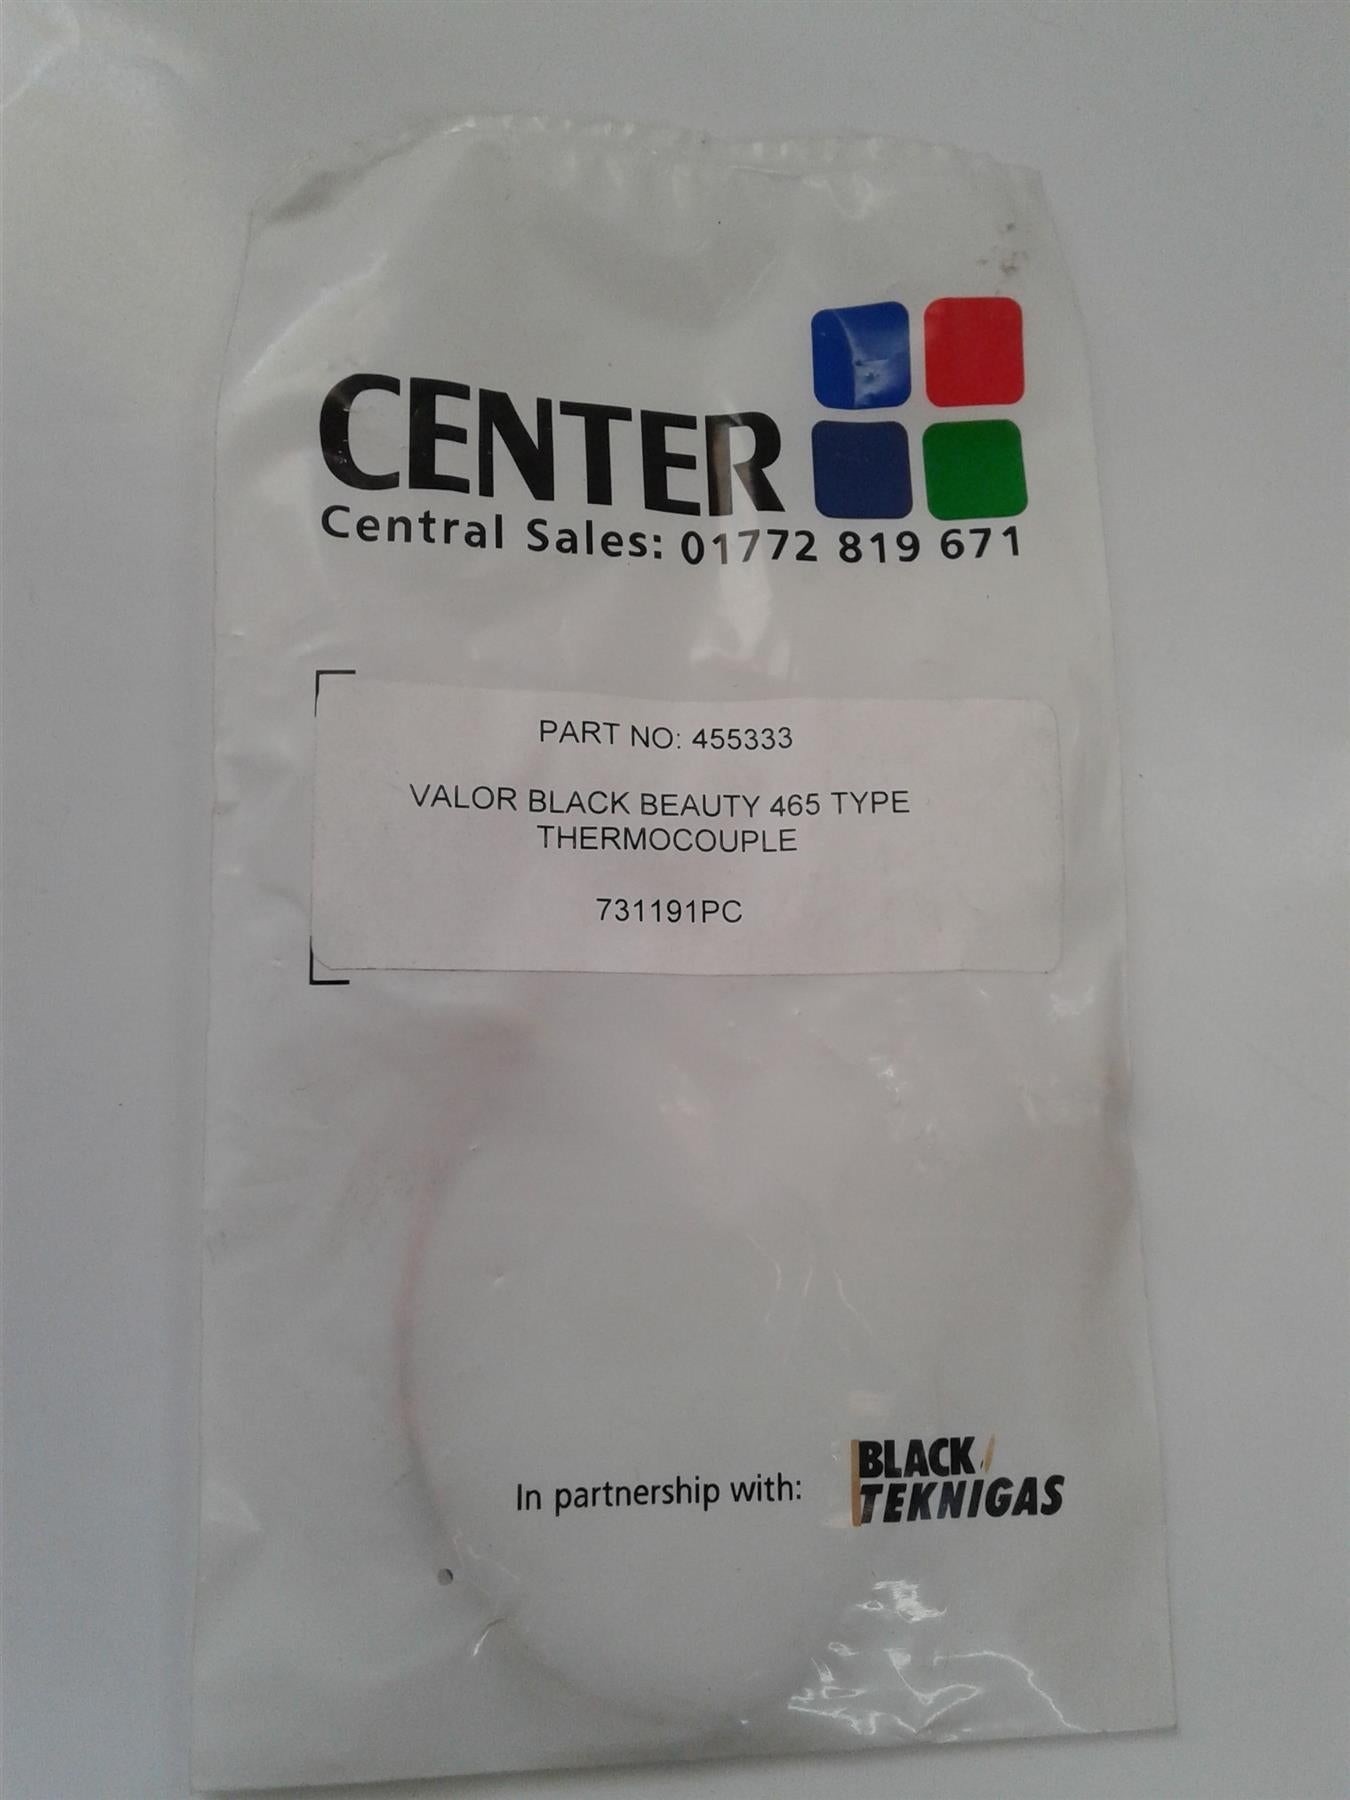 CENTER
Central Sales: 01772 819 671
PART NO: 455333
VALOR BLACK BEAUTY 465 TYPE
THERMOCOUPLE
731191PC
In partnership with:
BLACK
TEKNIGAS